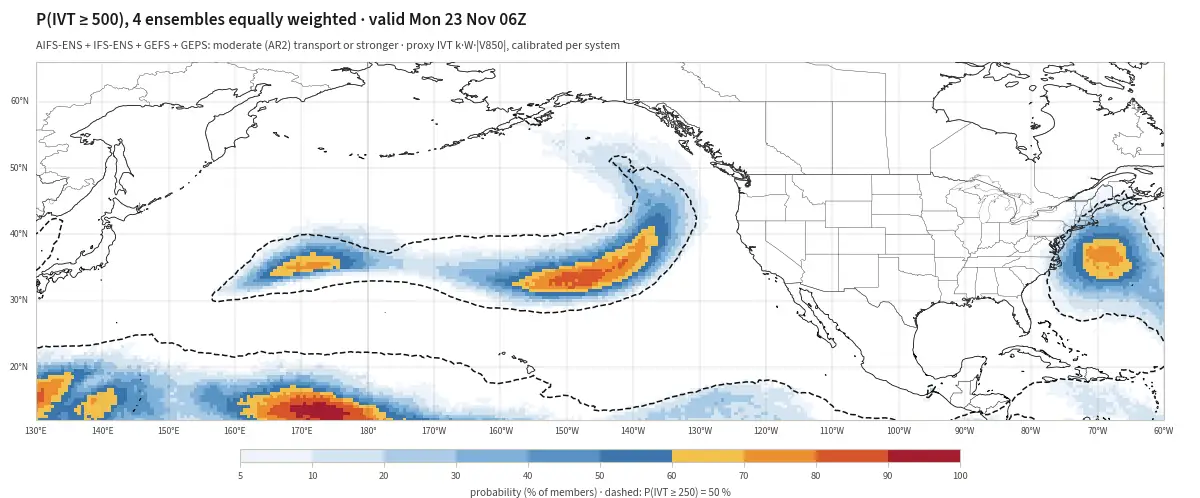 P(IVT ≥ 500), 4 ensembles equally weighted · valid Mon 23 Nov 06Z
AIFS-ENS + IFS-ENS + GEFS + GEPS: moderate (AR2) transport or stronger · proxy IVT k·W·|V850|, calibrated per system
60°N
50°N
40°N
30°N
20°N
130°E 140°E 150°E 160°E 170°E 180° 170°W 160°W 150°W 140°W 130°W 120°W 110°W 100°W 90°W 80°W 70°W 60°W
5 10 20 30 40 50 60 70 80 90 100
probability (% of members) · dashed: P(IVT ≥ 250) = 50 %